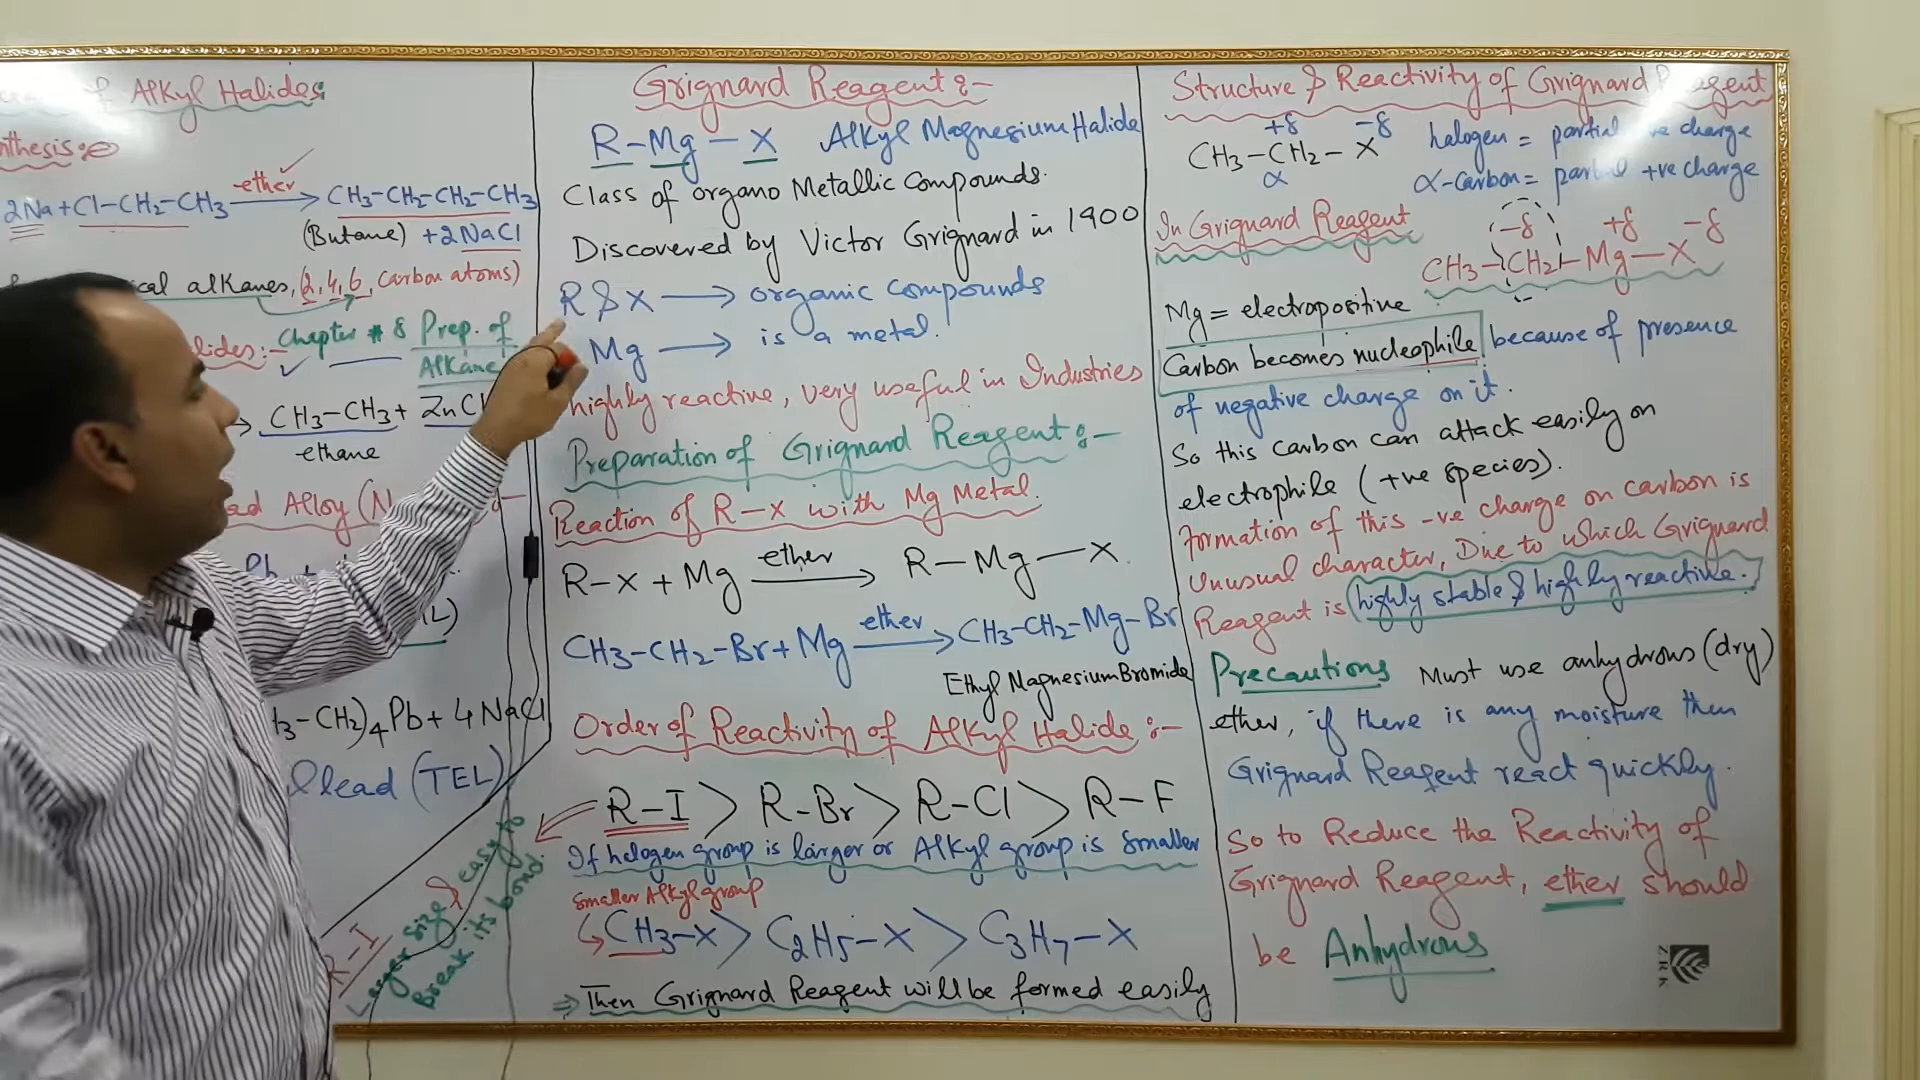 of Alkyl Halides
nthesis:
2Na+Cl-CH2-CH3 ether CH3-CH2-CH2-CH3
(Butane) +2NaCl
ical alkanes, (2,4,6, Carbon atoms)
lides:- Chapter # 8 Prep. of
Alkane
CH3-CH3+ ZnCl
ethane
ad Alloy (N
Pb +
L)
3-CH2)4Pb+ 4NaCl
lead (TEL)
R-I
Larger size & easy to
break its bond.
Grignard Reagent:-
R-Mg-X Alkyl Magnesium Halide
Class of organo Metallic Compounds.
Discovered by Victor Grignard in 1900
R & X → organic compounds
Mg → is a metal.
highly reactive, very useful in Industries
Preparation of Grignard Reagent:-
Reaction of R-X with Mg Metal.
R-X + Mg ether R-Mg-X
CH3-CH2-Br+Mg ether CH3-CH2-Mg-Br
Ethyl Magnesium Bromide
Order of Reactivity of Alkyl Halide:-
R-I > R-Br > R-Cl > R-F
If halogen group is larger or Alkyl group is smaller
Smaller Alkyl group
CH3-X > C2H5-X > C3H7-X
⇒ Then Grignard Reagent will be formed easily
Structure & Reactivity of Grignard agent
+δ -δ
CH3-CH2-X
α
halogen = partial ve charge
α-Carbon = part l +ve charge
In Grignard Reagent
-δ +δ -δ
CH3-CH2-Mg-X
Mg = electropositive
Carbon becomes nucleophile because of presence
of negative charge on it.
So this carbon can attack easily on
electrophile (+ve species).
Formation of this -ve charge on carbon is
Unusual character, Due to which Grignard
Reagent is highly stable & highly reactive.
Precautions Must use anhydrous (dry)
ether, if there is any moisture then
Grignard Reagent react quickly.
So to Reduce the Reactivity of
Grignard Reagent, ether should
be Anhydrous
ZRK